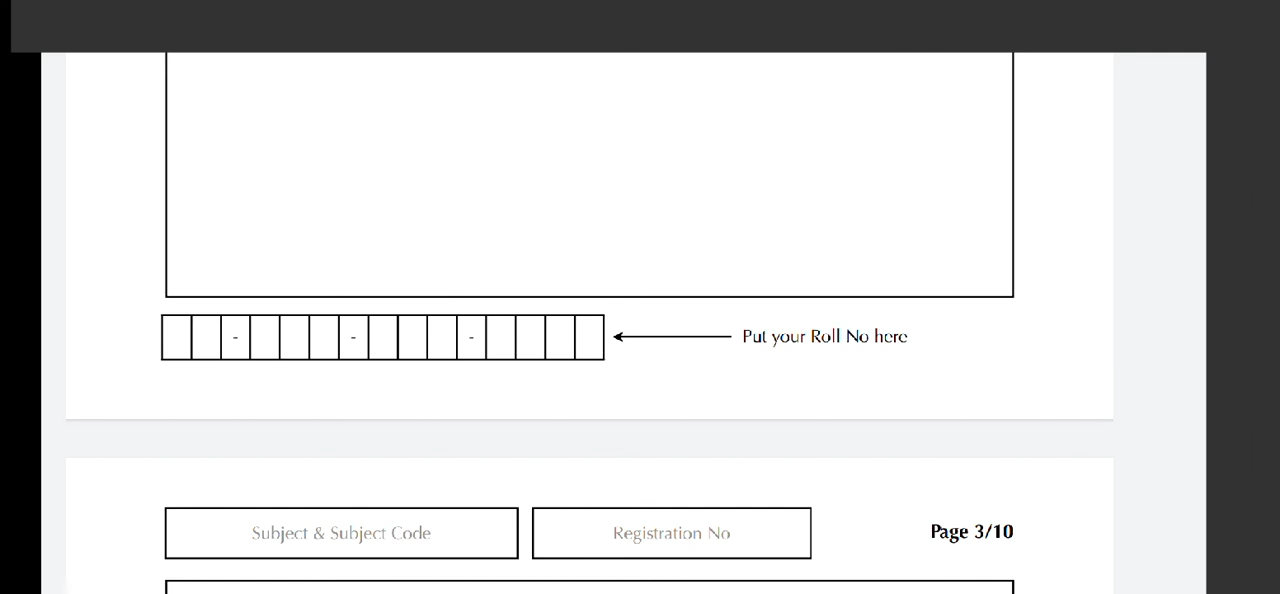 - - - Put your Roll No here
Subject & Subject Code Registration No Page 3/10